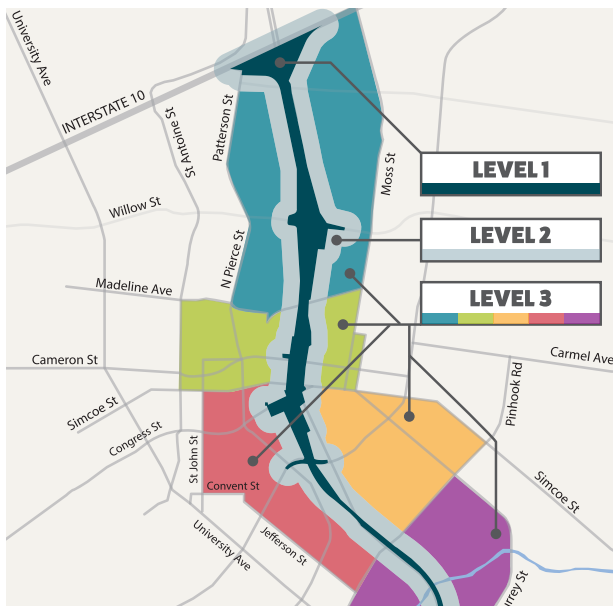 University Ave
INTERSTATE 10
St Antoine St
Patterson St
Moss St
LEVEL 1
Willow St
LEVEL 2
N Pierce St
Madeline Ave
LEVEL 3
Cameron St
Carmel Ave
Pinhook Rd
Simcoe St
Congress St
St John St
Convent St
Simcoe St
University Ave
Jefferson St